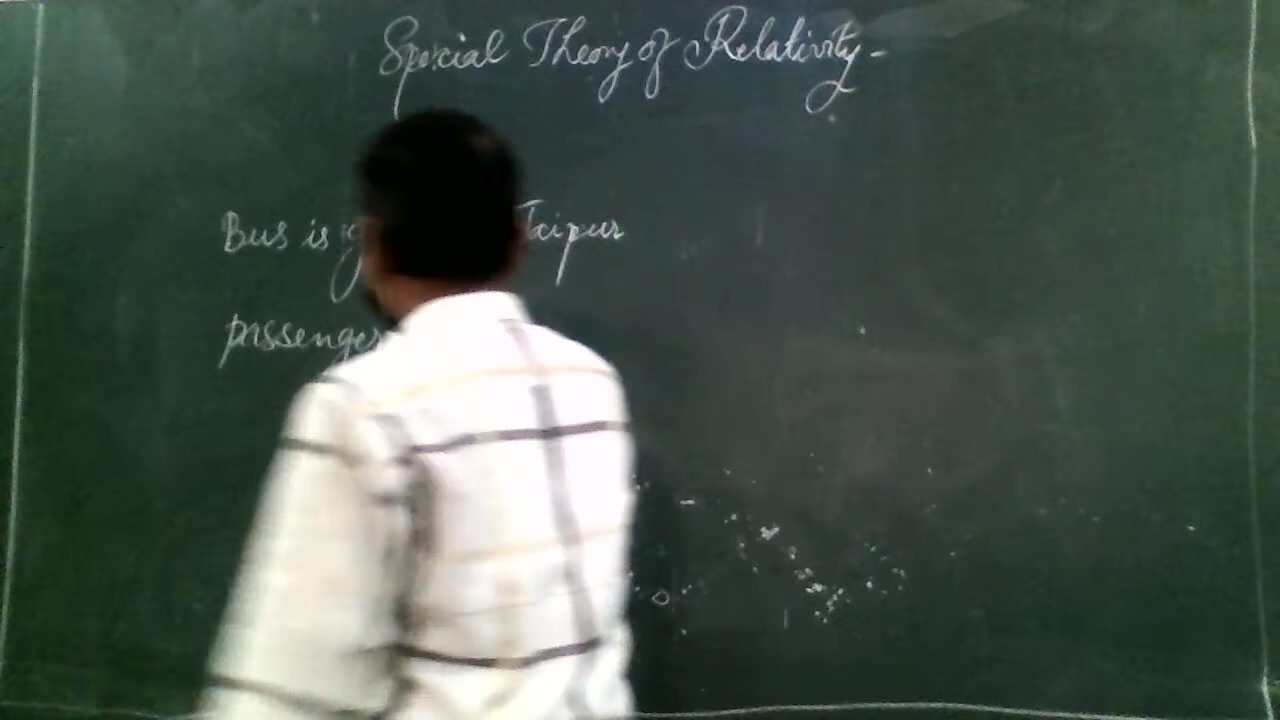 Special Theory of Relativity -
Bus is Jaipur
passenger